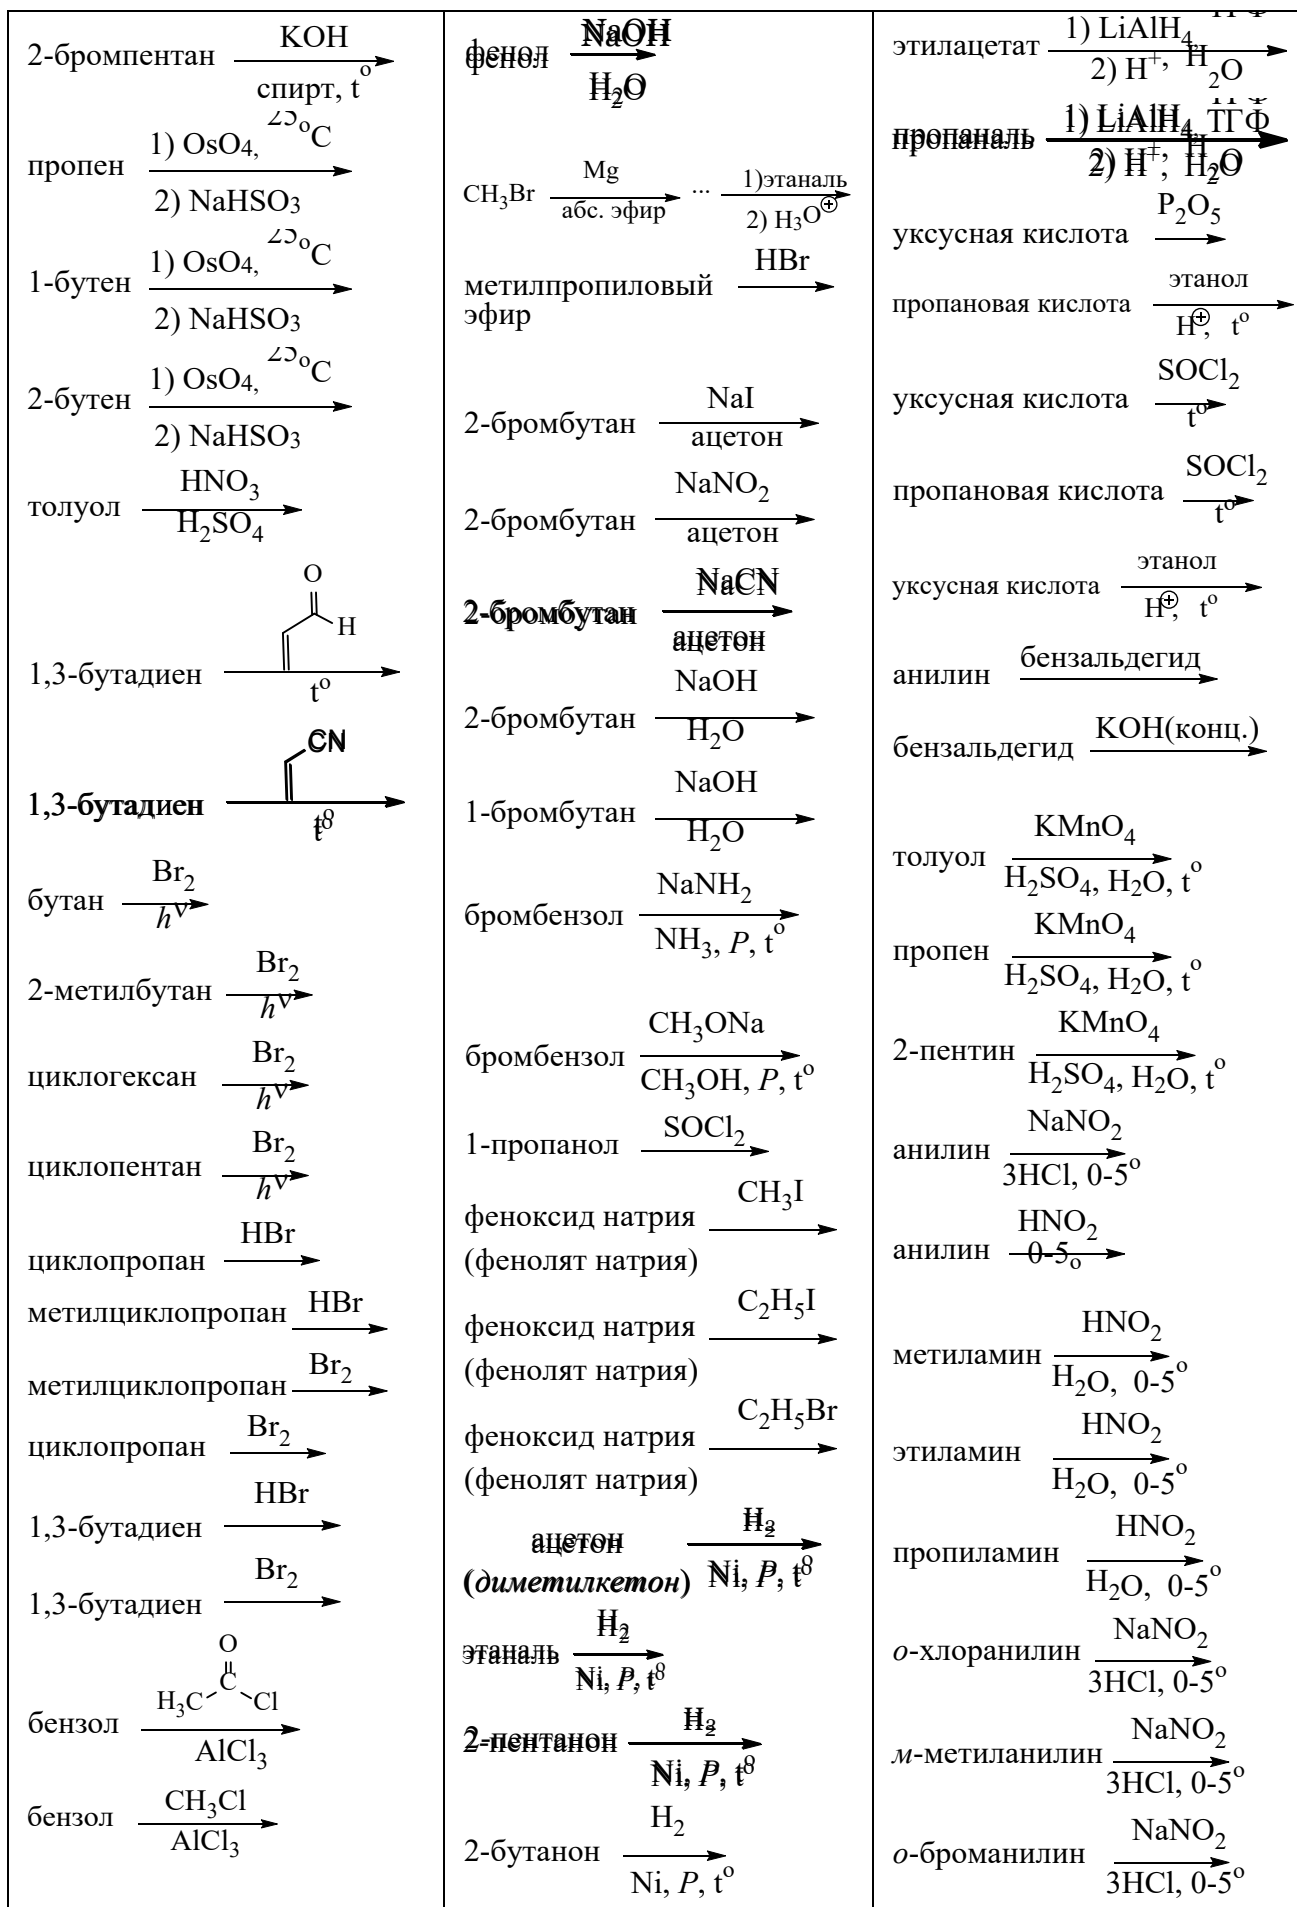 2-бромпентан KOH
спирт, t°
пропен 1) OsO4, 25°C
2) NaHSO3
1-бутен 1) OsO4, 25°C
2) NaHSO3
2-бутен 1) OsO4, 25°C
2) NaHSO3
толуол HNO3
H2SO4
O
H
1,3-бутадиен
t°
CN
1,3-бутадиен
t°
бутан Br2
hν
2-метилбутан Br2
hν
циклогексан Br2
hν
циклопентан Br2
hν
циклопропан HBr
метилциклопропан HBr
метилциклопропан Br2
циклопропан Br2
1,3-бутадиен HBr
1,3-бутадиен Br2
O
H3C C Cl
бензол
AlCl3
бензол CH3Cl
AlCl3
фенол NaOH
H2O
CH3Br Mg ... 1)этаналь
абс. эфир 2) H3O⊕
метилпропиловый HBr
эфир
2-бромбутан NaI
ацетон
2-бромбутан NaNO2
ацетон
2-бромбутан NaCN
ацетон
2-бромбутан NaOH
H2O
1-бромбутан NaOH
H2O
бромбензол NaNH2
NH3, P, t°
бромбензол CH3ONa
CH3OH, P, t°
1-пропанол SOCl2
феноксид натрия CH3I
(фенолят натрия)
феноксид натрия C2H5I
(фенолят натрия)
феноксид натрия C2H5Br
(фенолят натрия)
ацетон H2
(диметилкетон) Ni, P, t°
этаналь H2
Ni, P, t°
2-пентанон H2
Ni, P, t°
2-бутанон H2
Ni, P, t°
этилацетат 1) LiAlH4, ТГФ
2) H+, H2O
пропаналь 1) LiAlH4, ТГФ
2) H+, H2O
уксусная кислота P2O5
пропановая кислота этанол
H⊕, t°
уксусная кислота SOCl2
t°
пропановая кислота SOCl2
t°
уксусная кислота этанол
H⊕, t°
анилин бензальдегид
бензальдегид KOH(конц.)
толуол KMnO4
H2SO4, H2O, t°
пропен KMnO4
H2SO4, H2O, t°
2-пентин KMnO4
H2SO4, H2O, t°
анилин NaNO2
3HCl, 0-5°
анилин HNO2
0-5°
метиламин HNO2
H2O, 0-5°
этиламин HNO2
H2O, 0-5°
пропиламин HNO2
H2O, 0-5°
о-хлоранилин NaNO2
3HCl, 0-5°
м-метиланилин NaNO2
3HCl, 0-5°
о-броманилин NaNO2
3HCl, 0-5°